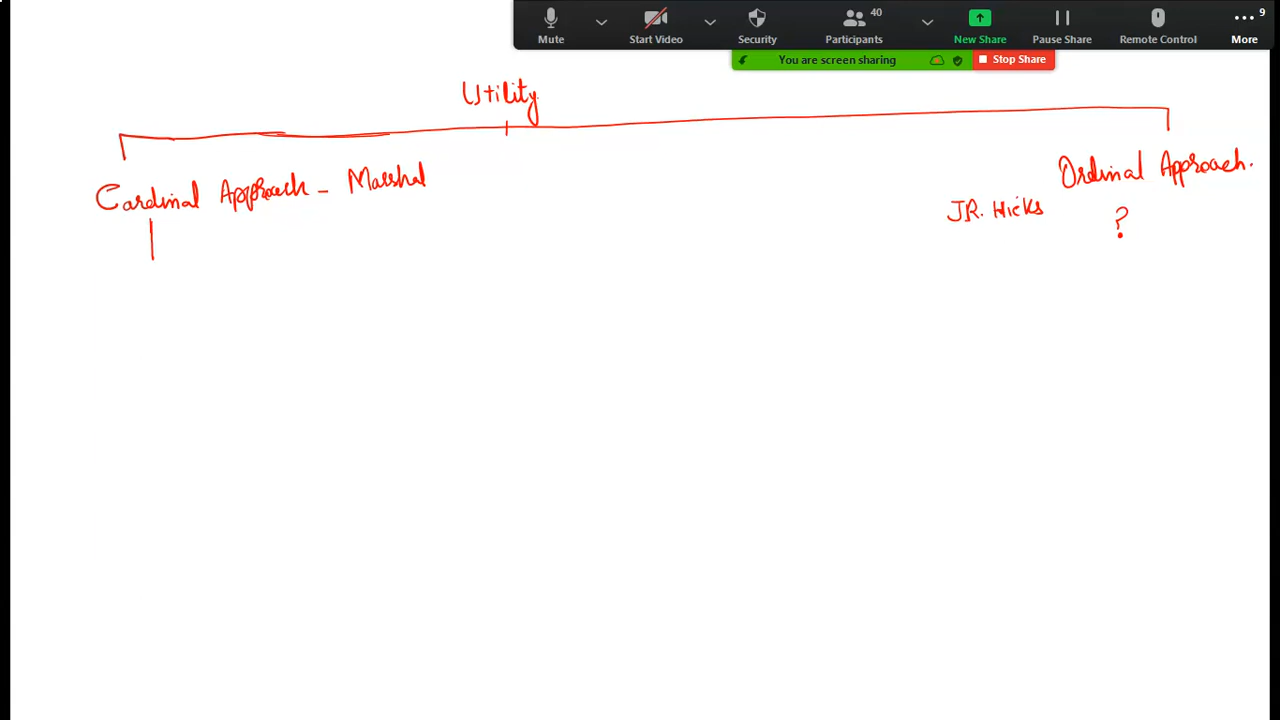 40
9
Mute Start Video Security Participants New Share Pause Share Remote Control More
You are screen sharing Stop Share
Utility
Cardinal Approach - Marshal
Ordinal Approach.
J.R. Hicks ?